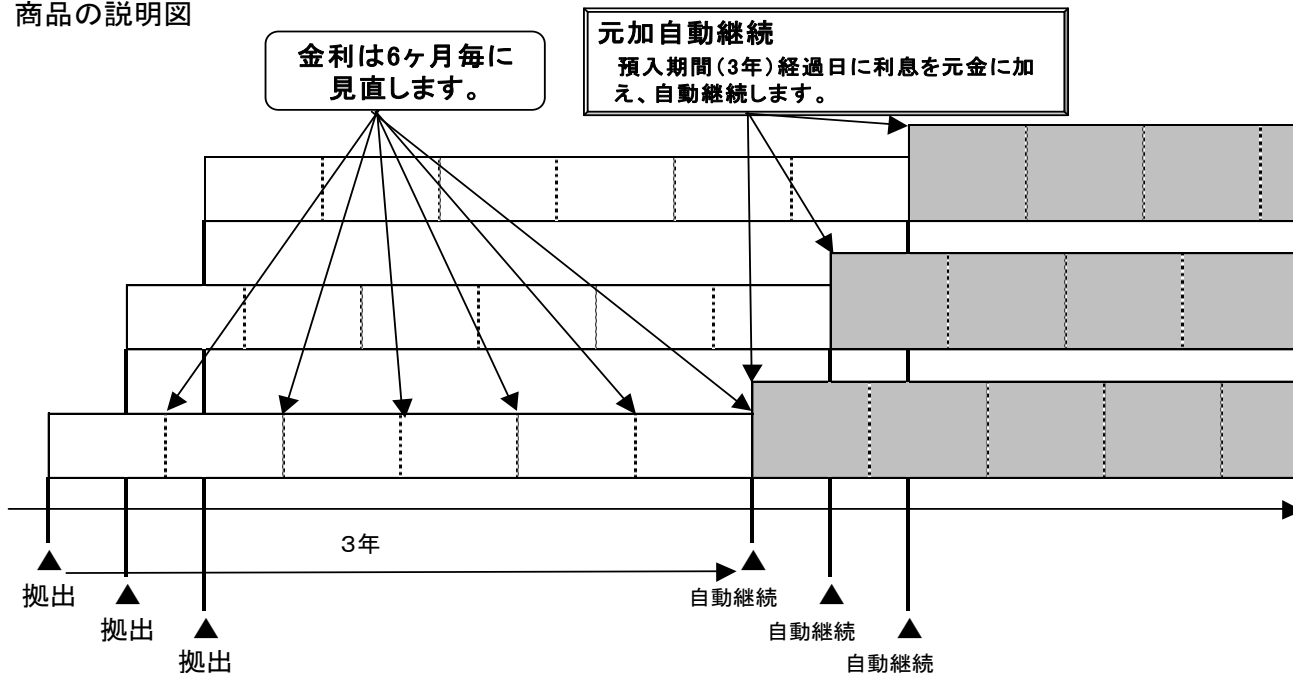 商品の説明図
金利は6ヶ月毎に
見直します。
元加自動継続
預入期間(3年)経過日に利息を元金に加
え、自動継続します。
3年
拠出
拠出
拠出
自動継続
自動継続
自動継続